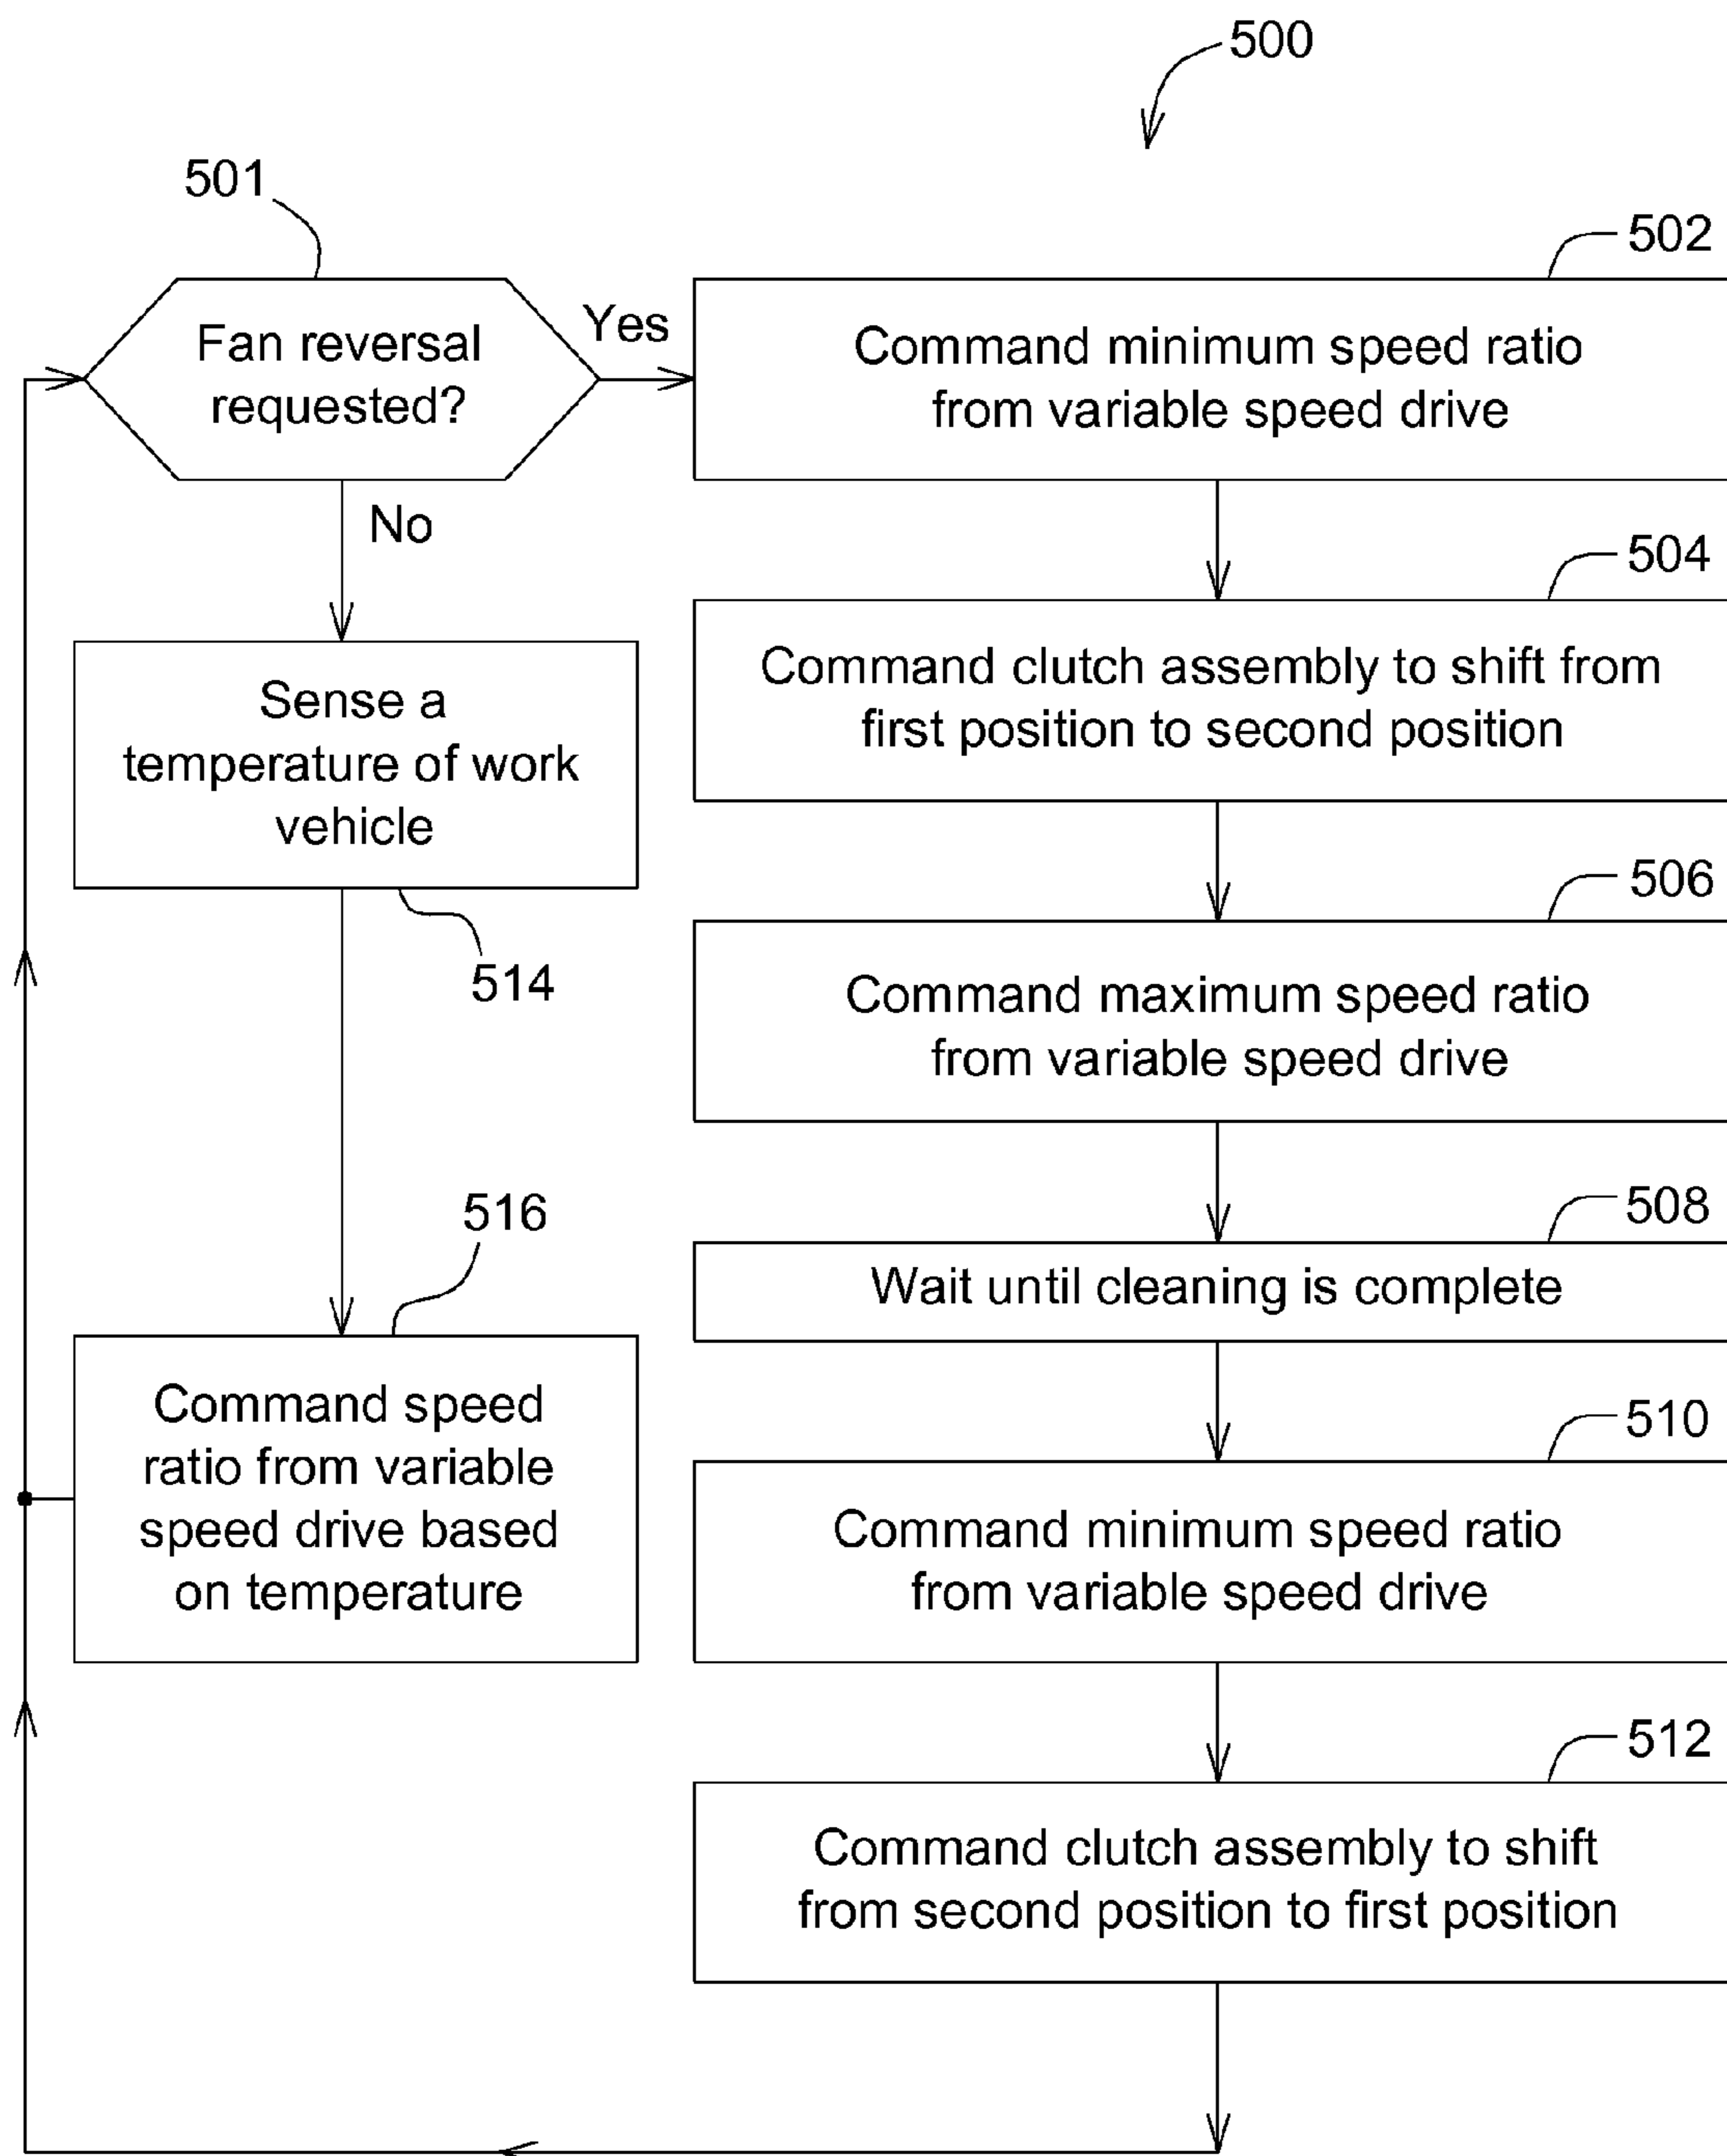 500
501
Fan reversal
requested?
Yes
No
502
Command minimum speed ratio
from variable speed drive
504
Command clutch assembly to shift from
first position to second position
506
Command maximum speed ratio
from variable speed drive
508
Wait until cleaning is complete
510
Command minimum speed ratio
from variable speed drive
512
Command clutch assembly to shift
from second position to first position
Sense a
temperature of work
vehicle
514
516
Command speed
ratio from variable
speed drive based
on temperature